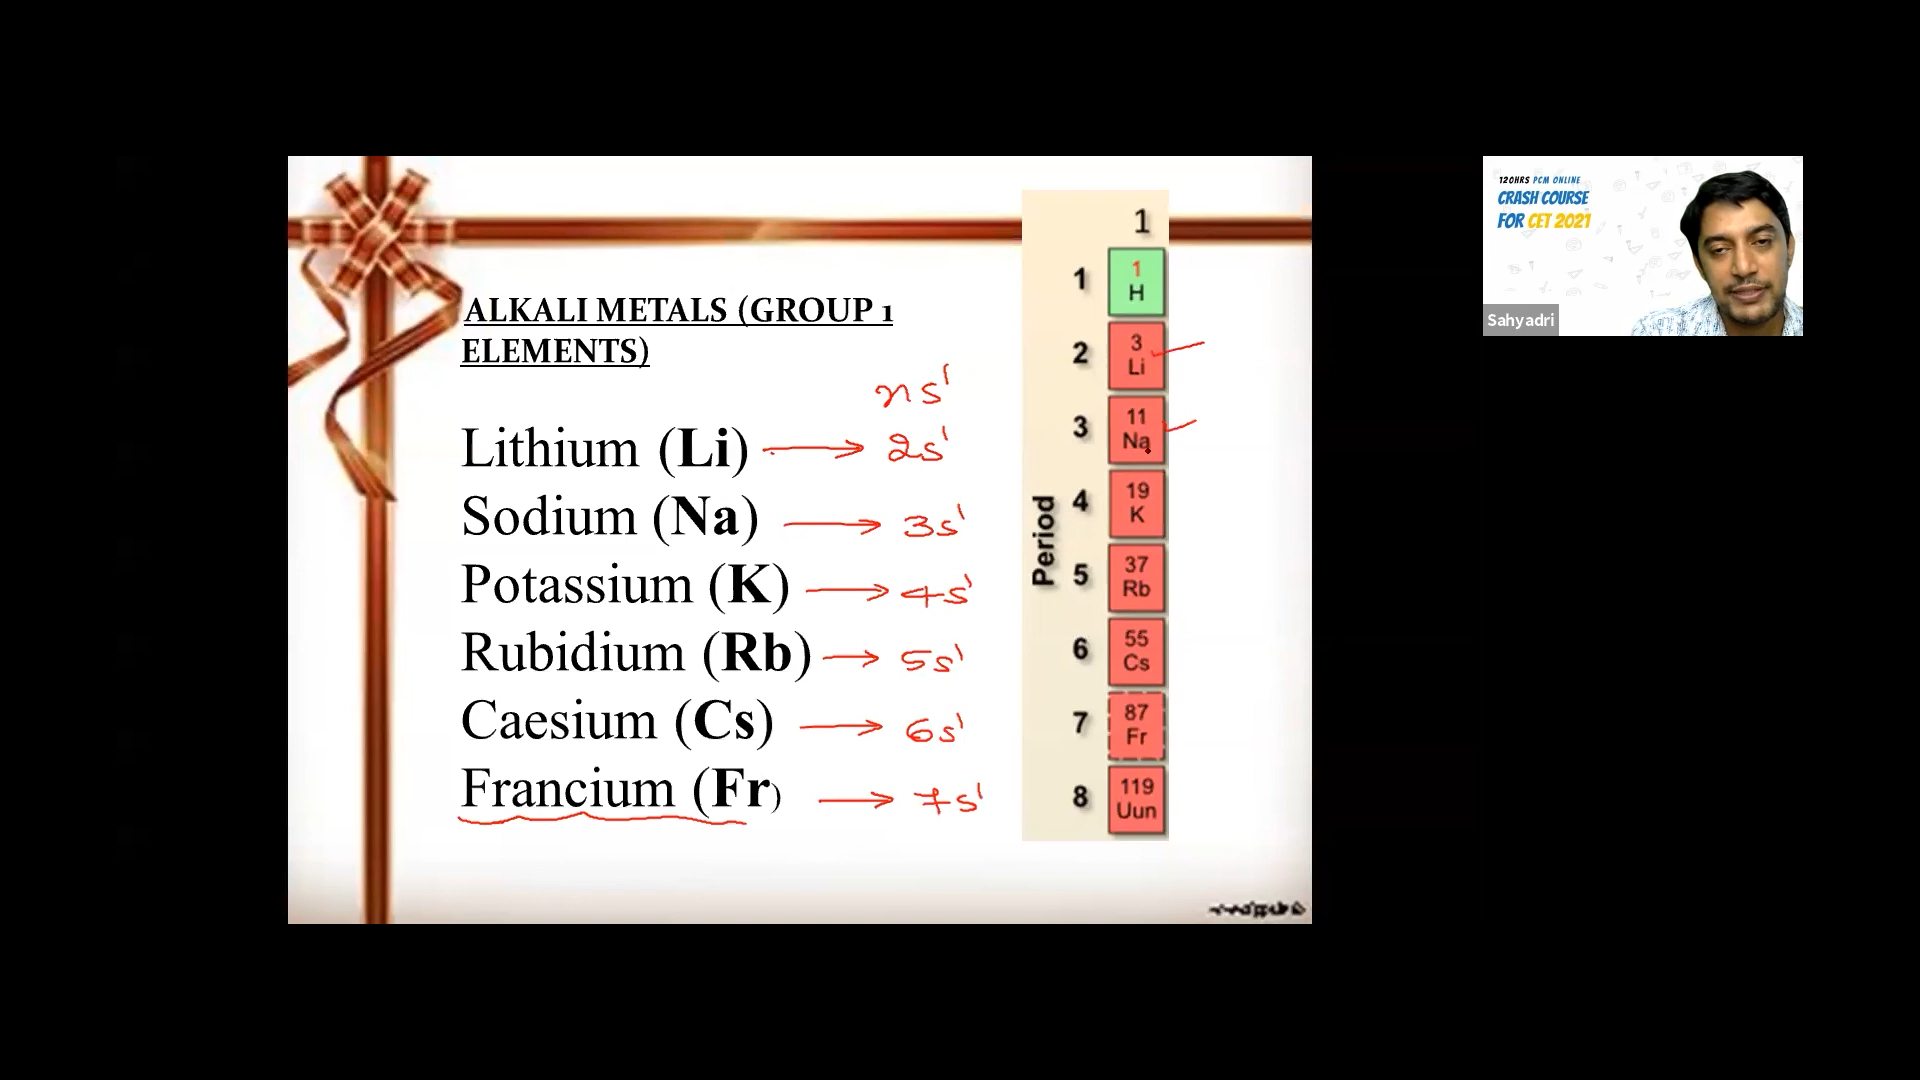 ALKALI METALS (GROUP 1
ELEMENTS)
ns¹
Lithium (Li) → 2s¹
Sodium (Na) → 3s¹
Potassium (K) → 4s¹
Rubidium (Rb) → 5s¹
Caesium (Cs) → 6s¹
Francium (Fr) → 7s¹
1
Period
1
1
H
2
3
Li
3
11
Na
4
19
K
5
37
Rb
6
55
Cs
7
87
Fr
8
119
Uun
120HRS PCM ONLINE
CRASH COURSE
FOR CET 2021
Sahyadri